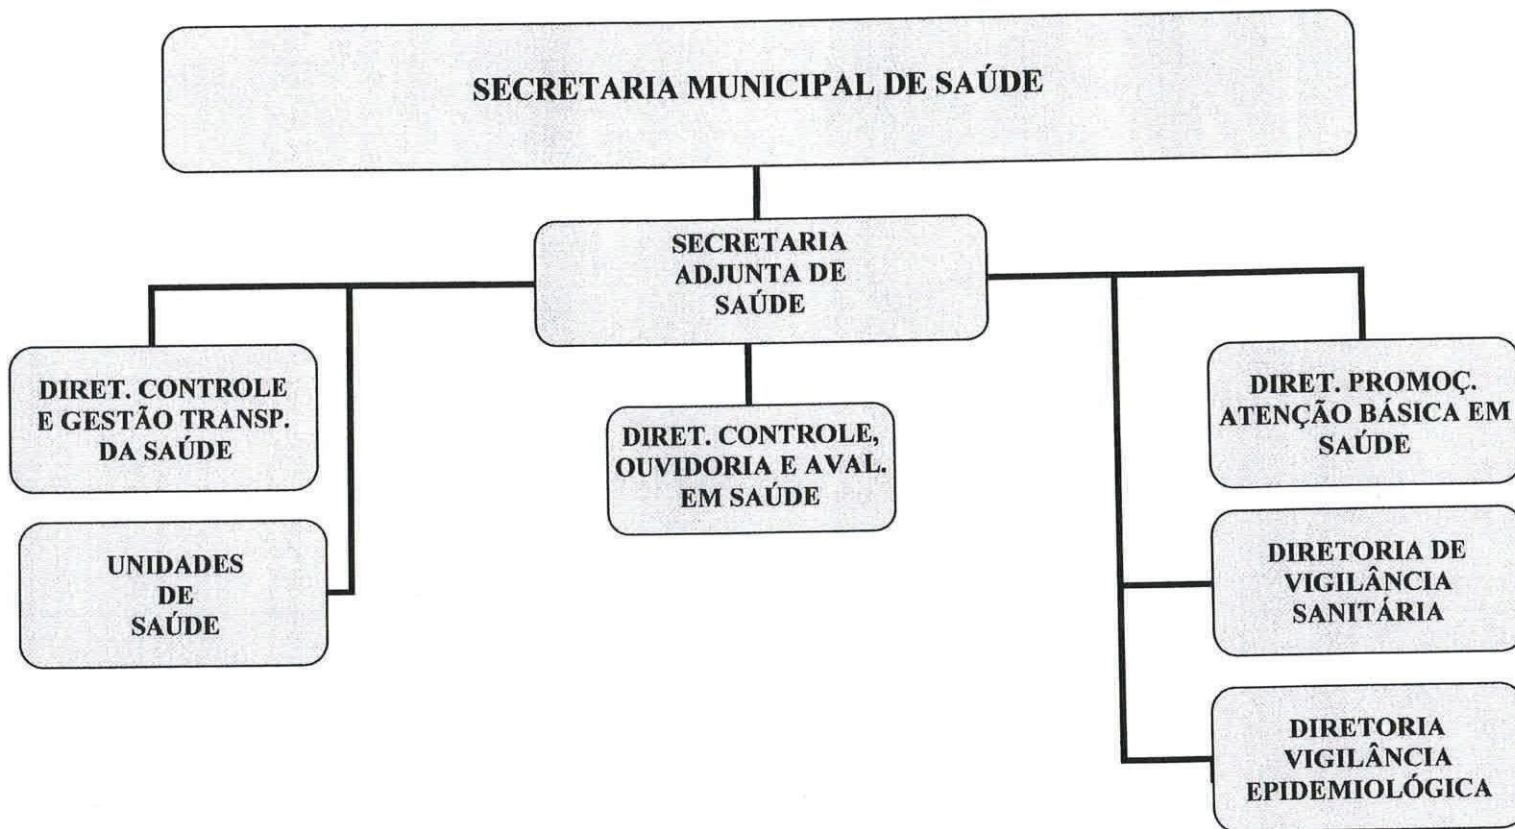 SECRETARIA MUNICIPAL DE SAÚDE
SECRETARIA
ADJUNTA DE
SAÚDE
DIRET. CONTROLE
E GESTÃO TRANSP.
DA SAÚDE
DIRET. CONTROLE,
OUVIDORIA E AVAL.
EM SAÚDE
DIRET. PROMOÇ.
ATENÇÃO BÁSICA EM
SAÚDE
UNIDADES
DE
SAÚDE
DIRETORIA DE
VIGILÂNCIA
SANITÁRIA
DIRETORIA
VIGILÂNCIA
EPIDEMIOLÓGICA